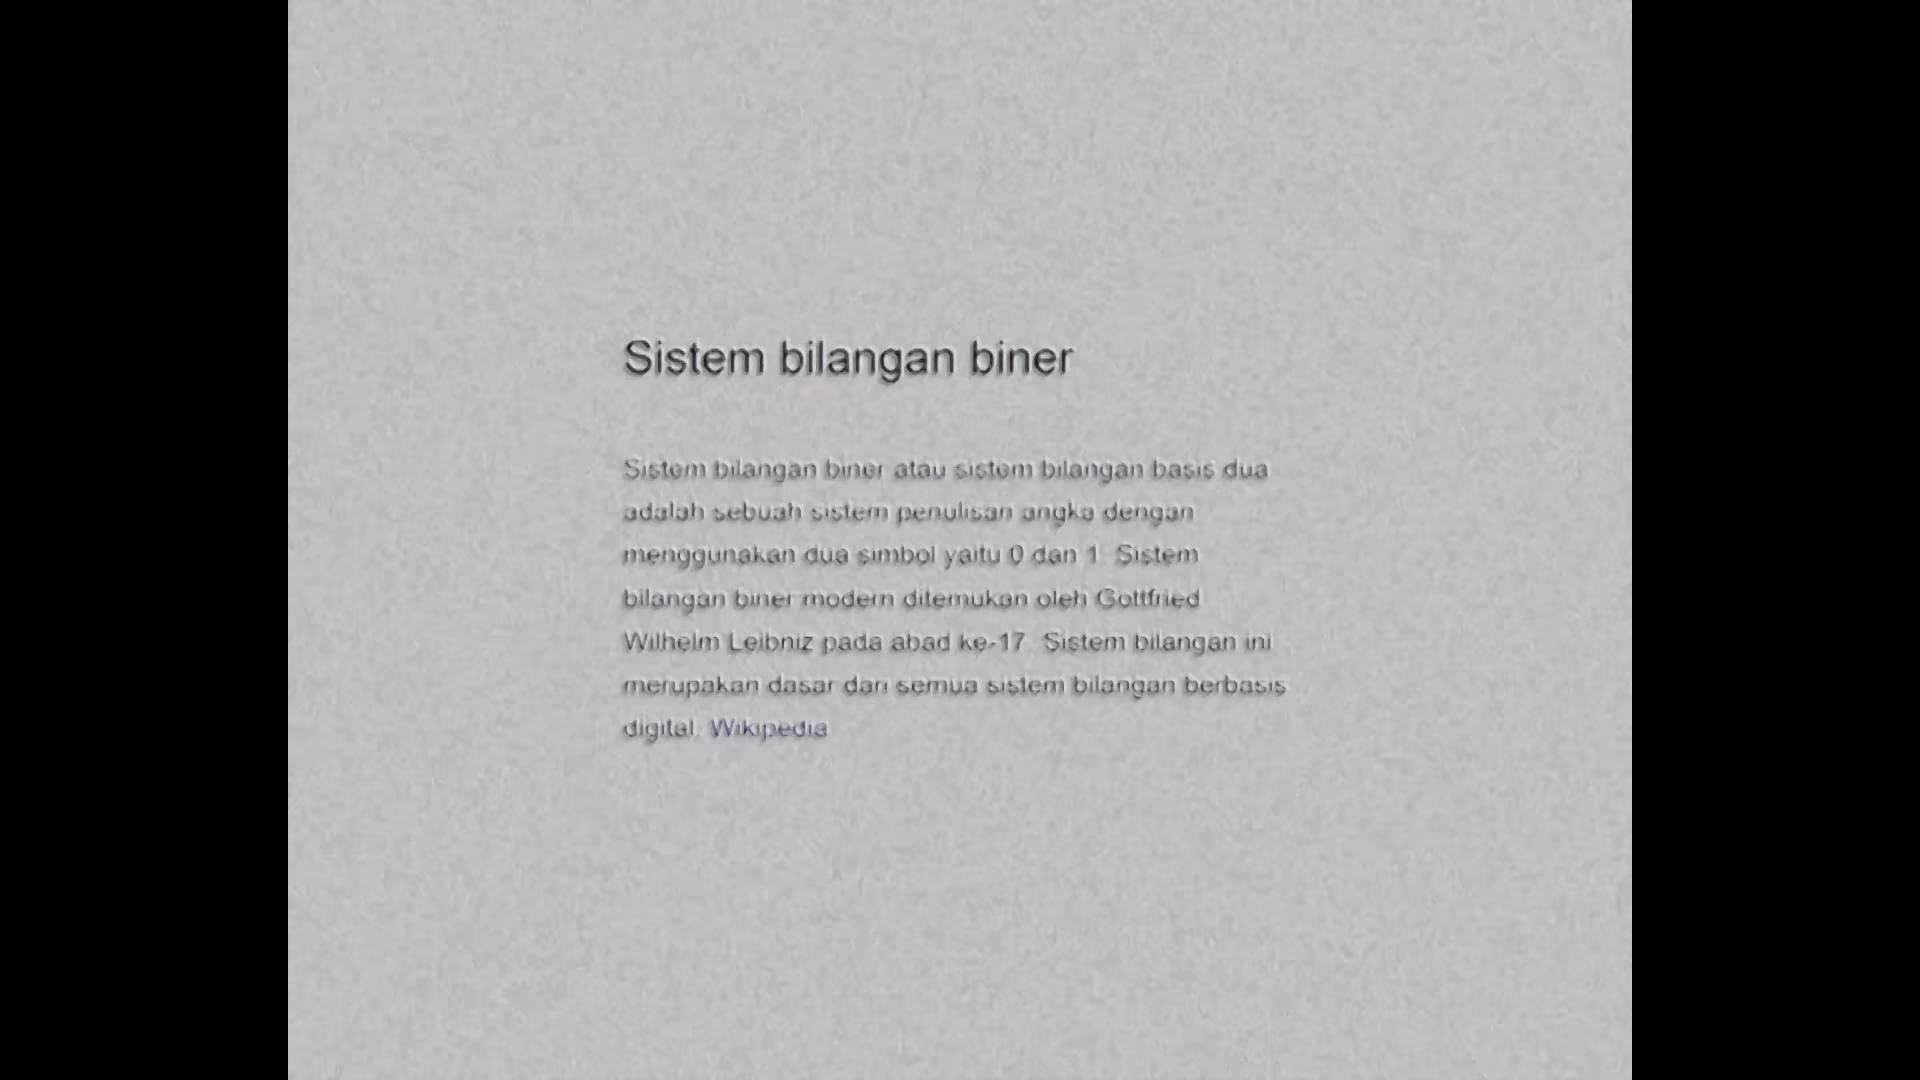 Sistem bilangan biner
Sistem bilangan biner atau sistem bilangan basis dua
adalah sebuah sistem penulisan angka dengan
menggunakan dua simbol yaitu 0 dan 1. Sistem
bilangan biner modern ditemukan oleh Gottfried
Wilhelm Leibniz pada abad ke-17. Sistem bilangan ini
merupakan dasar dari semua sistem bilangan berbasis
digital. Wikipedia